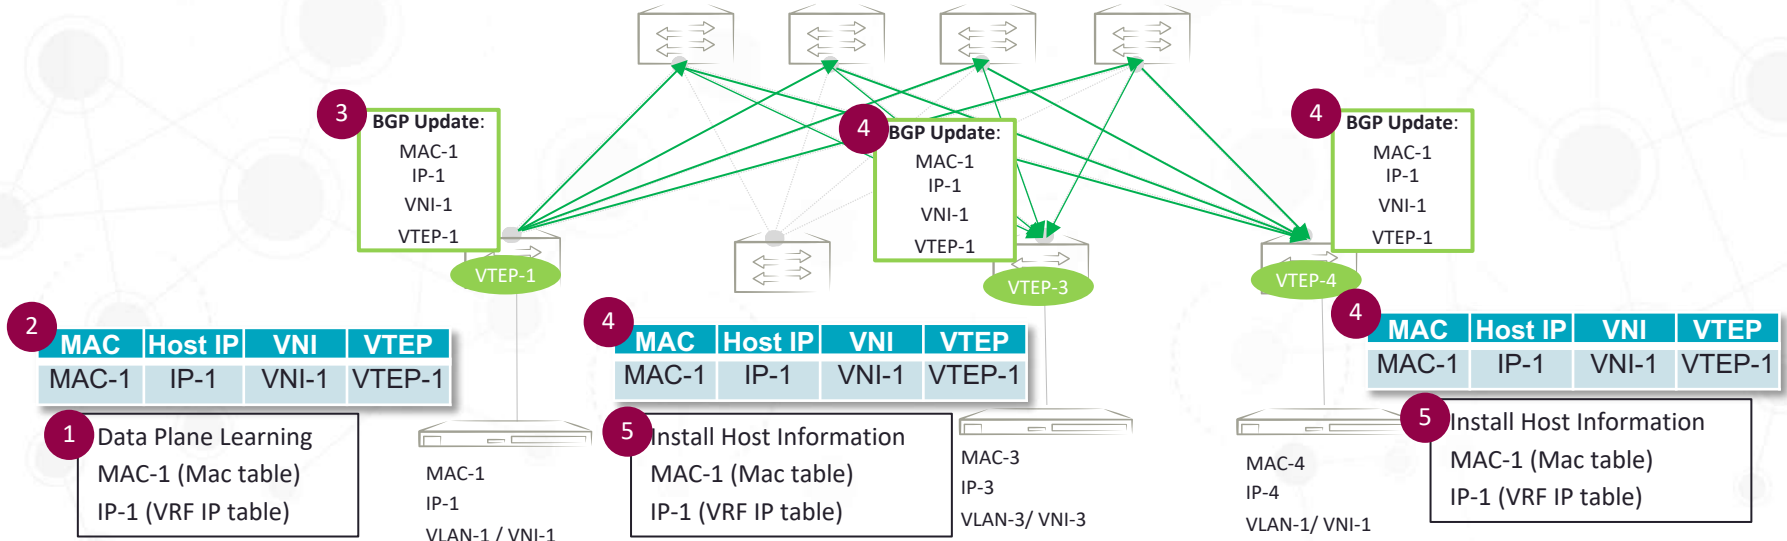 3
BGP Update:
MAC-1
IP-1
VNI-1
VTEP-1
4
BGP Update:
MAC-1
IP-1
VNI-1
VTEP-1
4
BGP Update:
MAC-1
IP-1
VNI-1
VTEP-1
VTEP-1
VTEP-3
VTEP-4
2
MAC Host IP VNI VTEP
MAC-1 IP-1 VNI-1 VTEP-1
4
MAC Host IP VNI VTEP
MAC-1 IP-1 VNI-1 VTEP-1
4
MAC Host IP VNI VTEP
MAC-1 IP-1 VNI-1 VTEP-1
1
Data Plane Learning
MAC-1 (Mac table)
IP-1 (VRF IP table)
MAC-1
IP-1
VLAN-1 / VNI-1
5
Install Host Information
MAC-1 (Mac table)
IP-1 (VRF IP table)
MAC-3
IP-3
VLAN-3/ VNI-3
MAC-4
IP-4
VLAN-1/ VNI-1
5
Install Host Information
MAC-1 (Mac table)
IP-1 (VRF IP table)